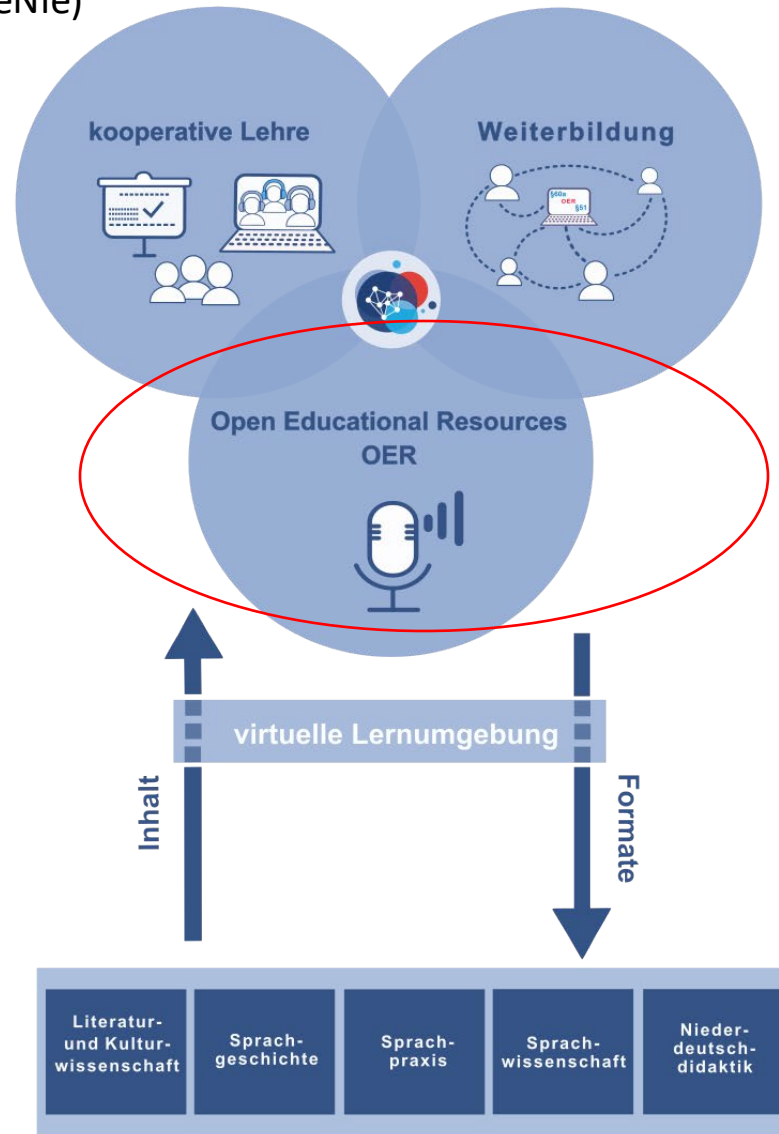 eNie)
kooperative Lehre
Weiterbildung
§60a
OER
§51
Open Educational Resources
OER
virtuelle Lernumgebung
Inhalt
Formate
Literatur-
und Kultur-
wissenschaft
Sprach-
geschichte
Sprach-
praxis
Sprach-
wissenschaft
Nieder-
deutsch-
didaktik